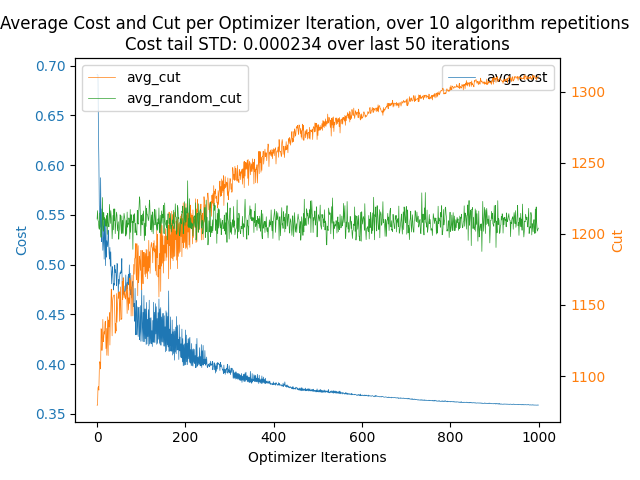 Average Cost and Cut per Optimizer Iteration, over 10 algorithm repetitions
Cost tail STD: 0.000234 over last 50 iterations
avg_cut
avg_random_cut
avg_cost
0.70
0.65
0.60
0.55
0.50
0.45
0.40
0.35
Cost
1300
1250
1200
1150
1100
Cut
0
200
400
600
800
1000
Optimizer Iterations